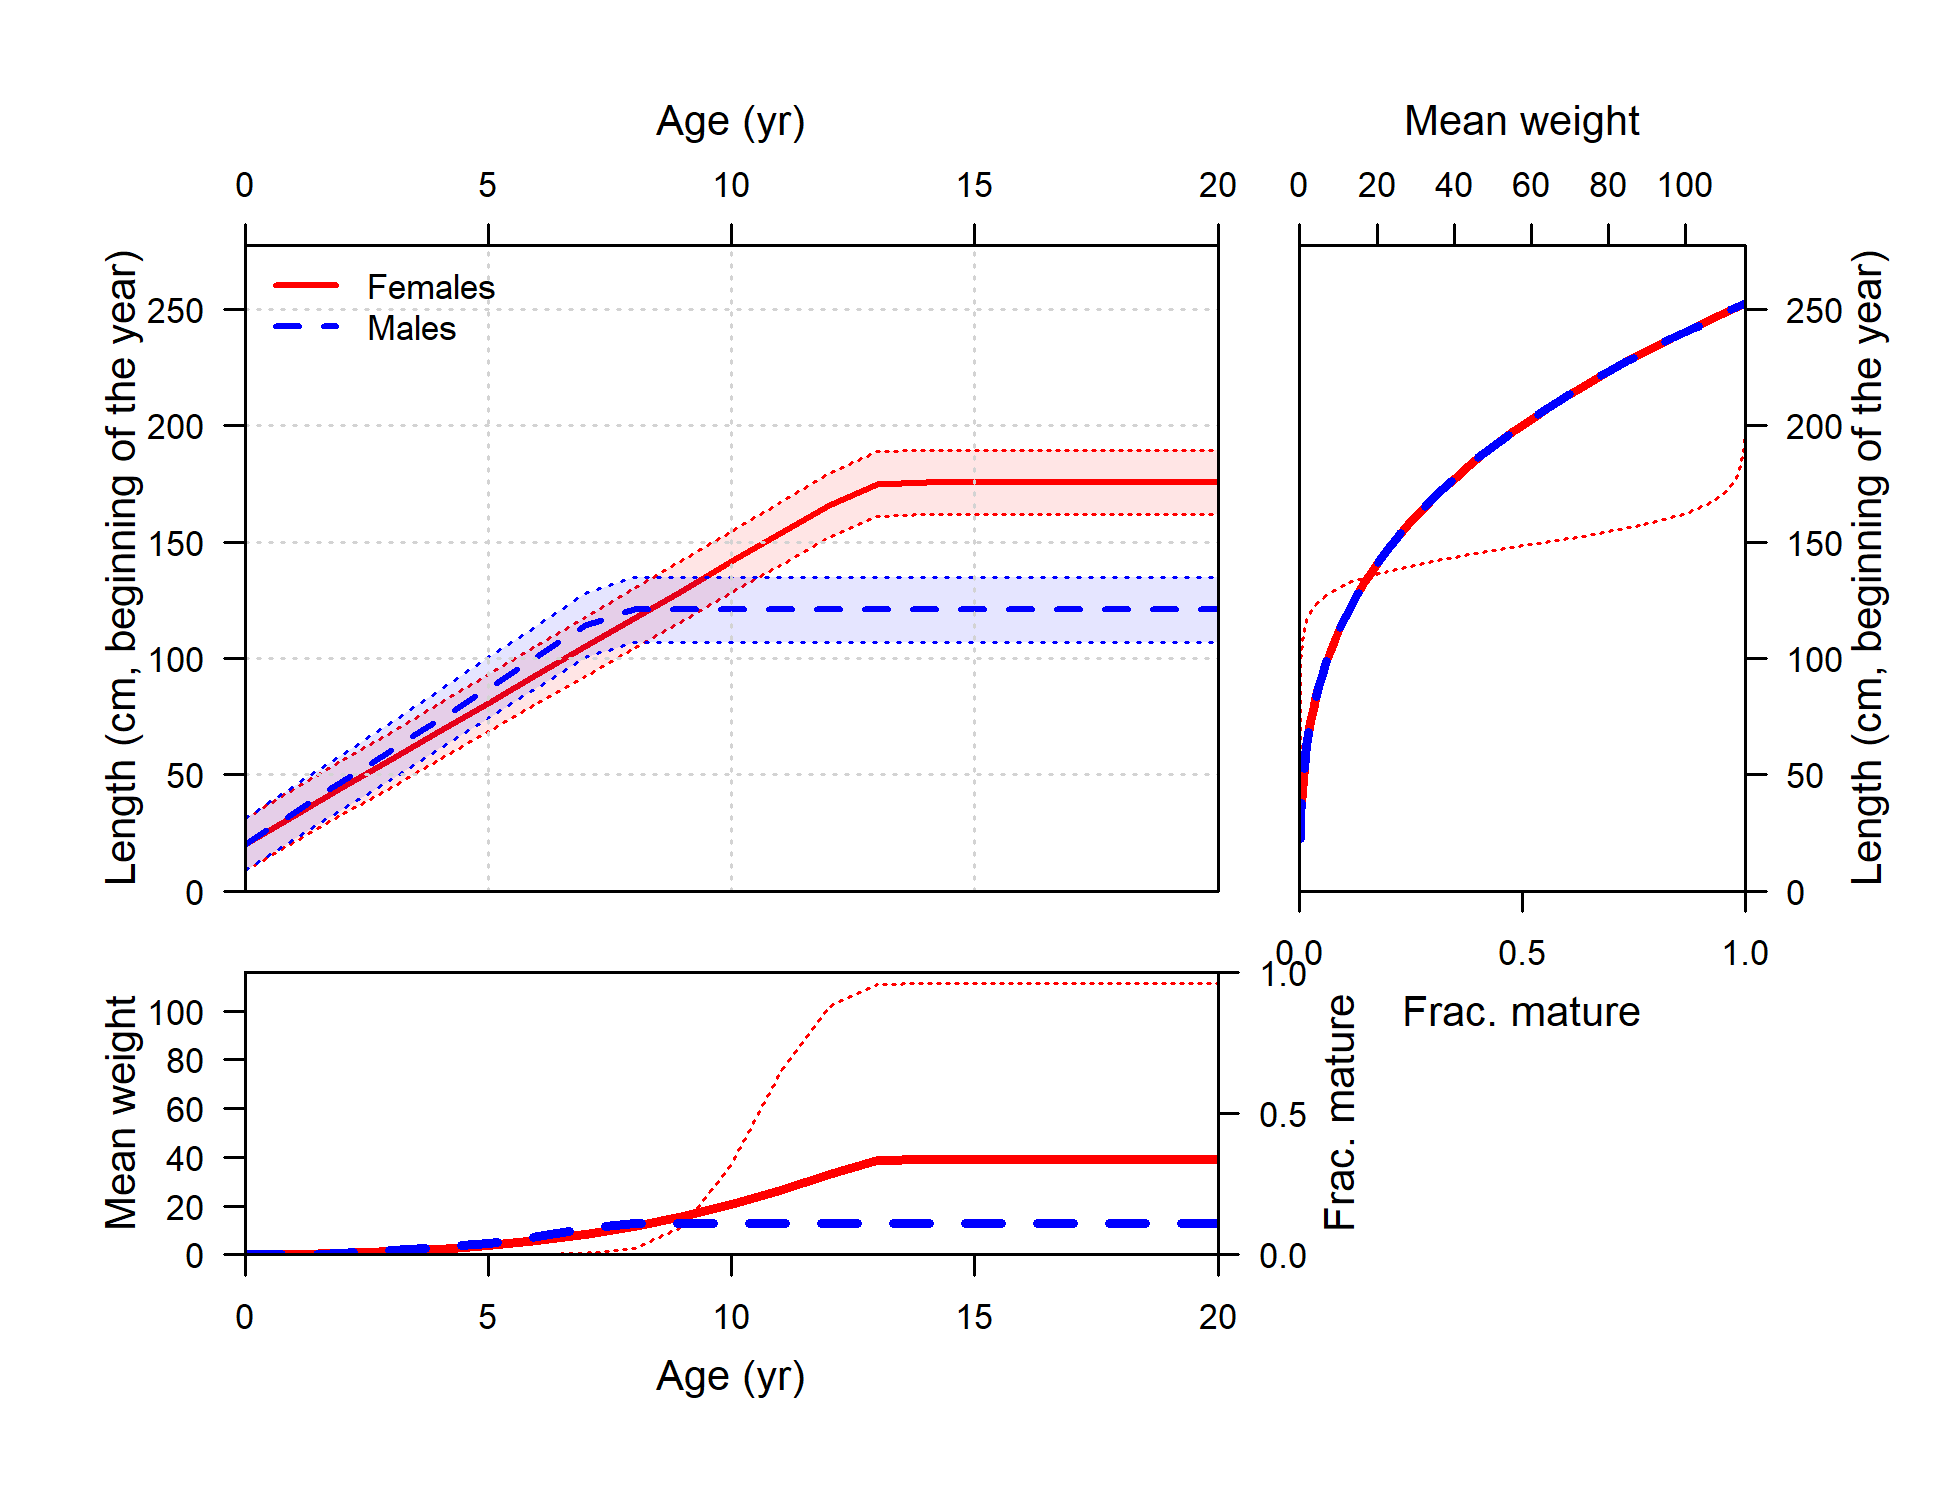 Age (yr)
Mean weight
0 5 10 15 20
0 20 40 60 80 100
Length (cm, beginning of the year)
250
200
150
100
50
0
Females
Males
250
200
150
100
50
0
Length (cm, beginning of the year)
0.0 0.5 1.0
Frac. mature
Mean weight
100
80
60
40
20
0
1.0
0.5
0.0
Frac. mature
0 5 10 15 20
Age (yr)